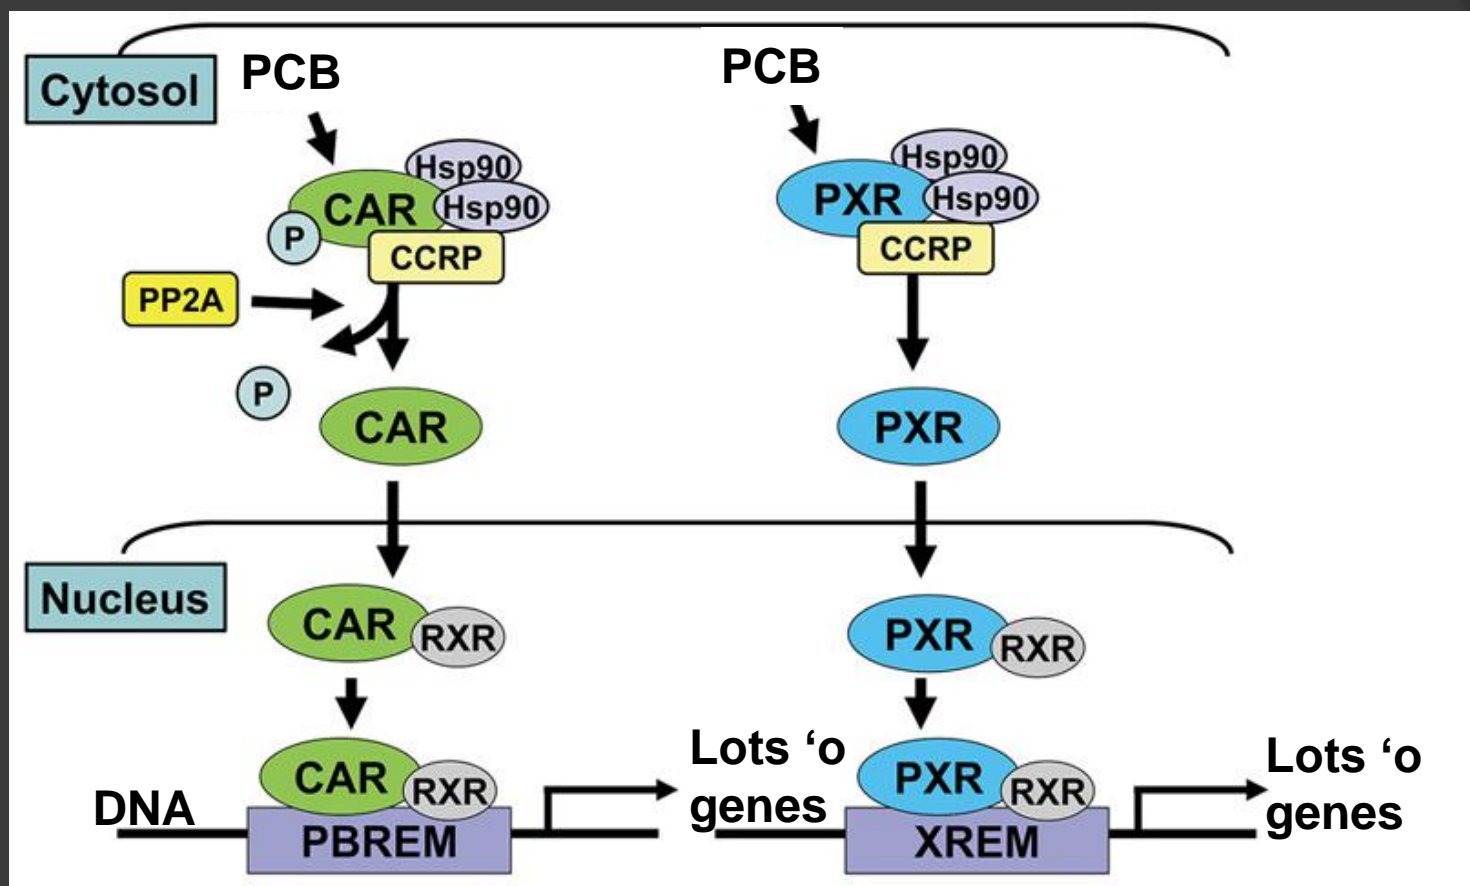 Cytosol
PCB
PCB
Hsp90
Hsp90
CAR
P
CCRP
Hsp90
Hsp90
PXR
CCRP
PP2A
P
CAR
PXR
Nucleus
CAR
RXR
PXR
RXR
DNA
CAR
RXR
PBREM
Lots ‘o
genes
PXR
RXR
XREM
Lots ‘o
genes